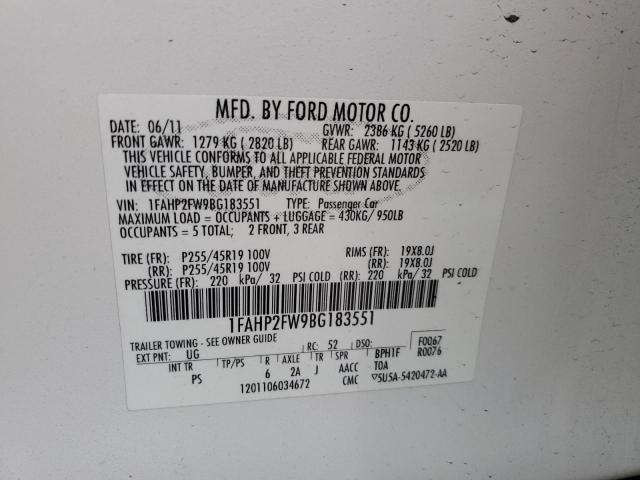 MFD. BY FORD MOTOR CO.
DATE: 06/11 GVWR: 2386 KG ( 5260 LB)
FRONT GAWR: 1279 KG ( 2820 LB) REAR GAWR: 1143 KG ( 2520 LB)
THIS VEHICLE CONFORMS TO ALL APPLICABLE FEDERAL MOTOR
VEHICLE SAFETY, BUMPER, AND THEFT PREVENTION STANDARDS
IN EFFECT ON THE DATE OF MANUFACTURE SHOWN ABOVE.
VIN: 1FAHP2FW9BG183551 TYPE: Passenger Car
MAXIMUM LOAD = OCCUPANTS + LUGGAGE = 430KG/ 950LB
OCCUPANTS = 5 TOTAL; 2 FRONT, 3 REAR
TIRE (FR): P255/45R19 100V RIMS (FR): 19X8.0J
(RR): P255/45R19 100V (RR): 19X8.0J
PRESSURE (FR): 220 kPa/ 32 PSI COLD (RR): 220 kPa/ 32 PSI COLD
1FAHP2FW9BG183551
TRAILER TOWING - SEE OWNER GUIDE RC: 52 DSO: F0067
EXT PNT: UG BPH1F R0076
INT TR TP/PS R AXLE TR SPR TOA
PS 6 2A J AACC
1201106034672 CMC ▽5U5A-5420472-AA